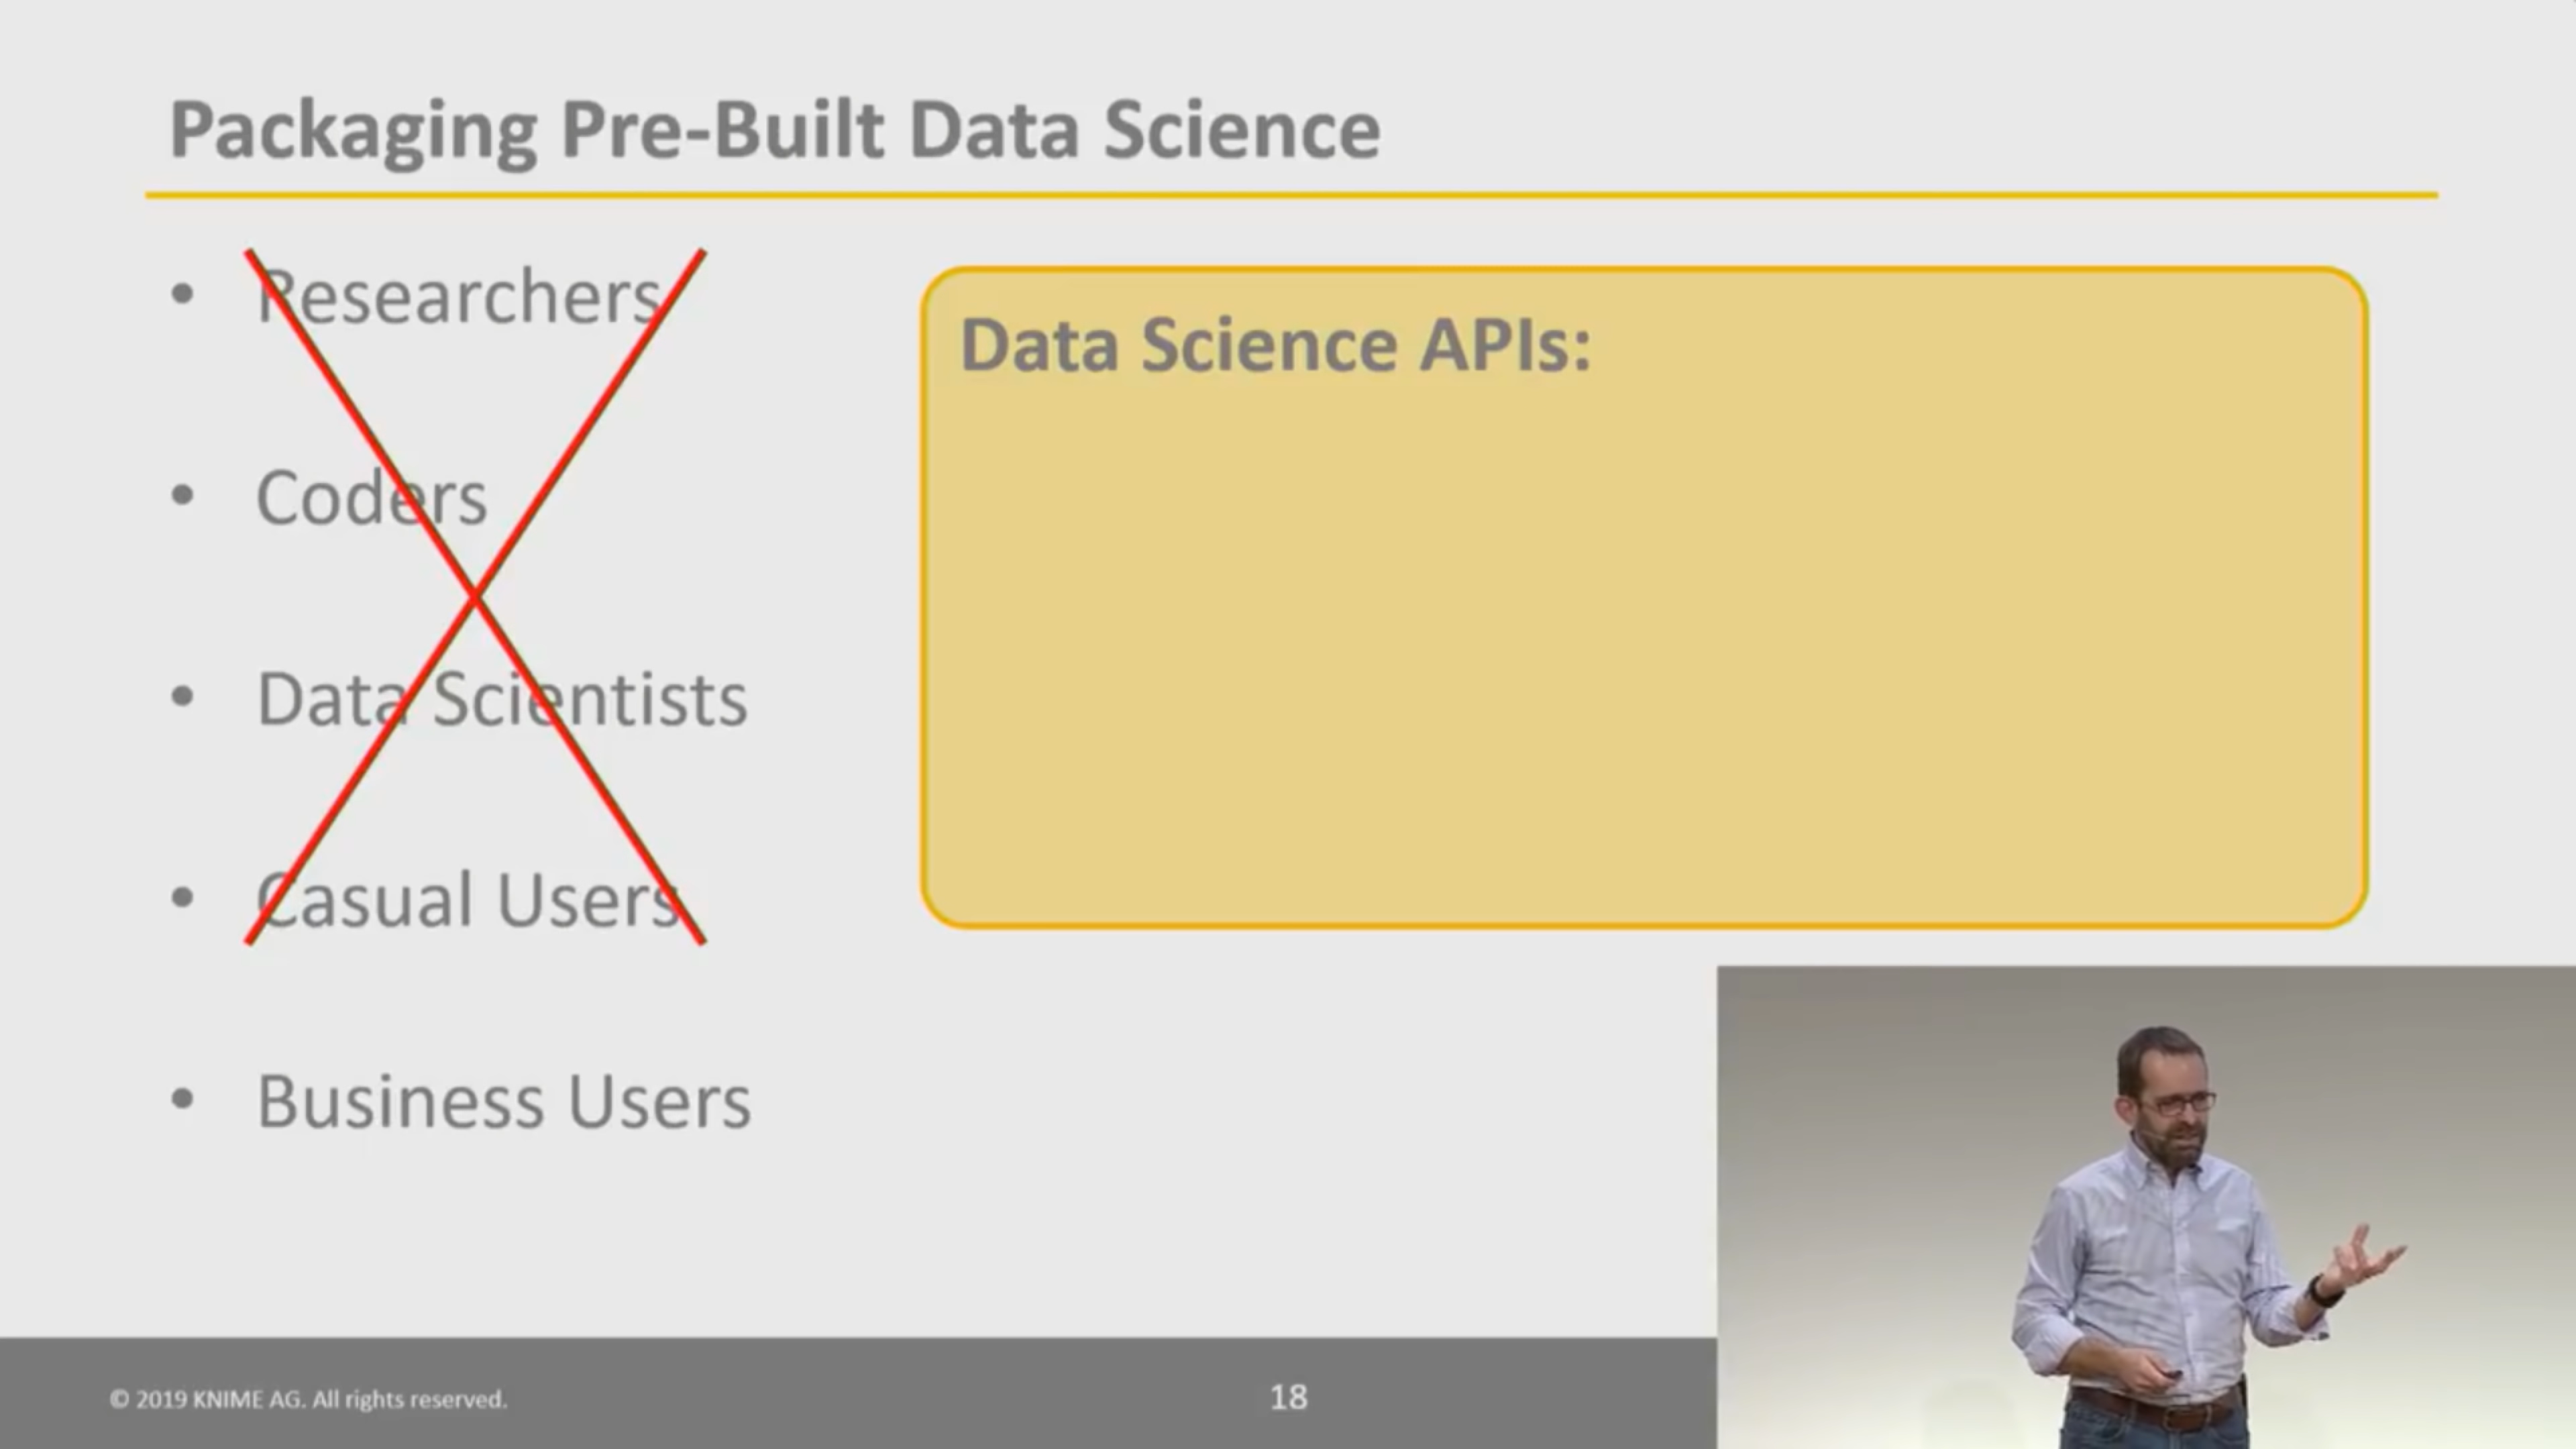 Packaging Pre-Built Data Science
• Researchers
• Coders
• Data Scientists
• Casual Users
• Business Users
Data Science APIs:
© 2019 KNIME AG. All rights reserved.
18